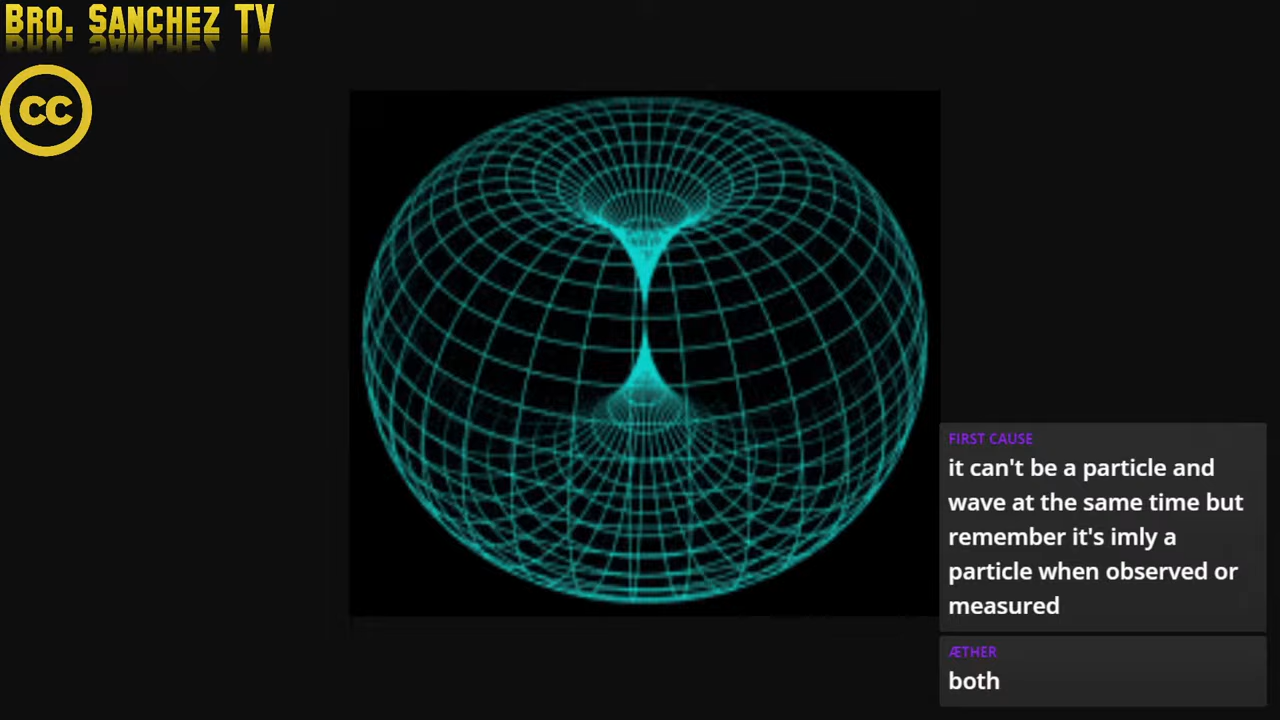 Bro. Sanchez TV
CC
FIRST CAUSE
it can't be a particle and
wave at the same time but
remember it's imly a
particle when observed or
measured
ÆTHER
both